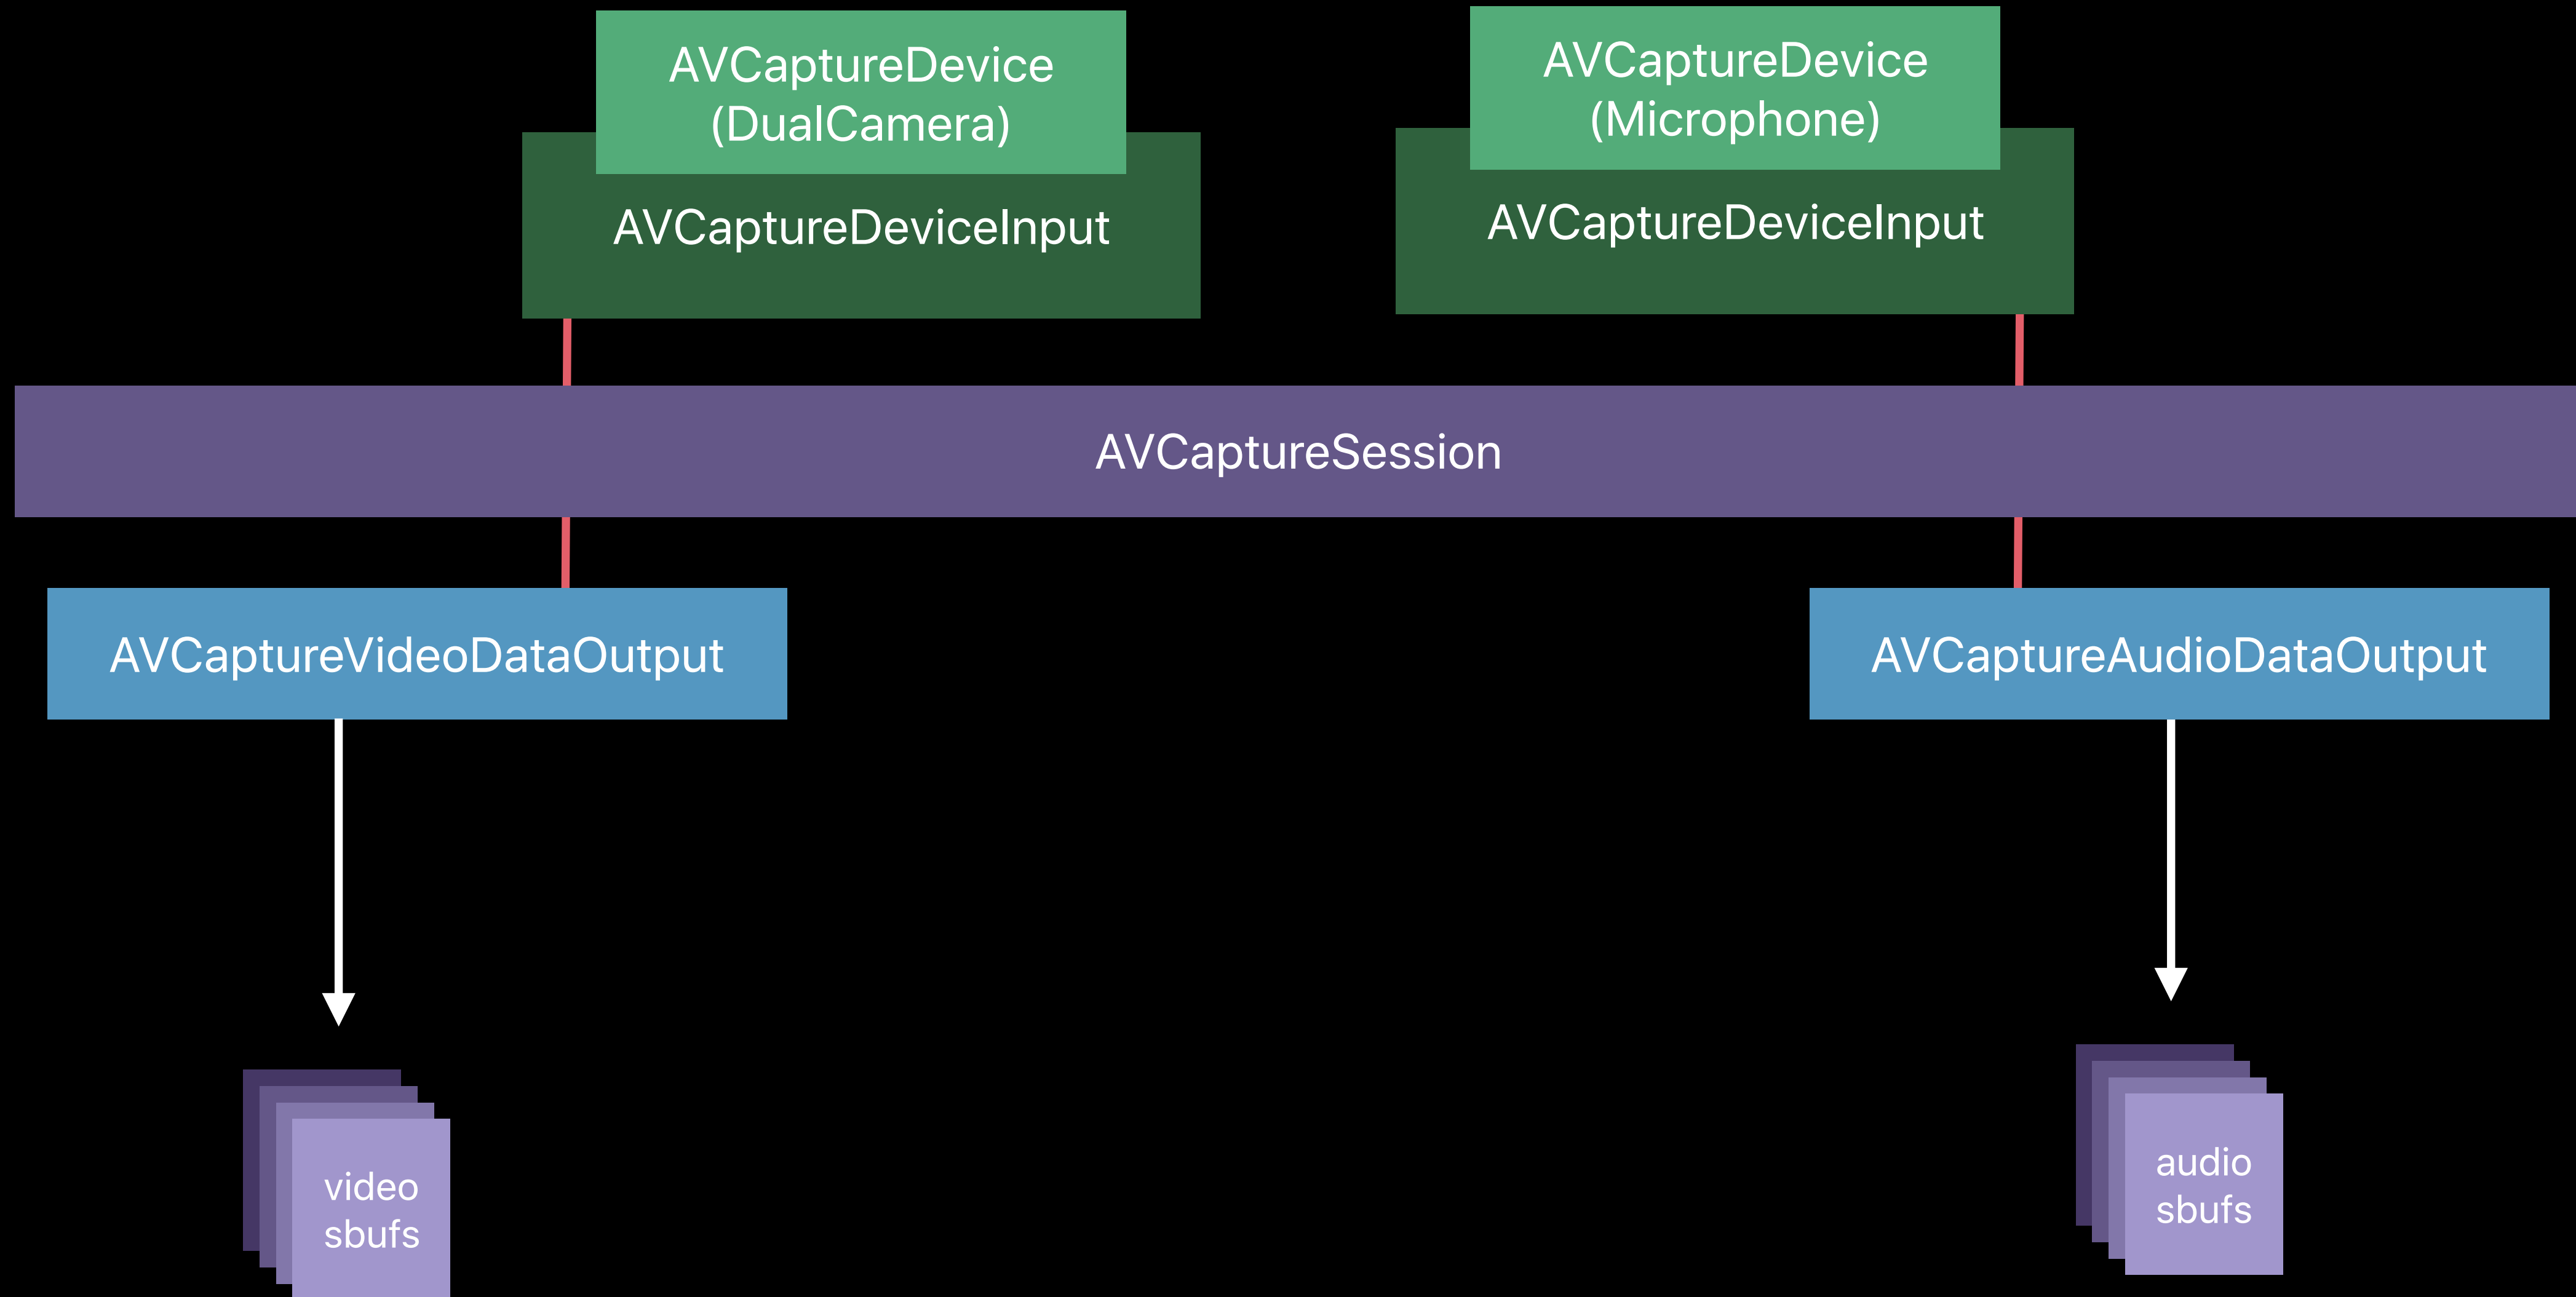 AVCaptureDevice
(DualCamera)
AVCaptureDeviceInput
AVCaptureDevice
(Microphone)
AVCaptureDeviceInput
AVCaptureSession
AVCaptureVideoDataOutput
AVCaptureAudioDataOutput
video
sbufs
audio
sbufs